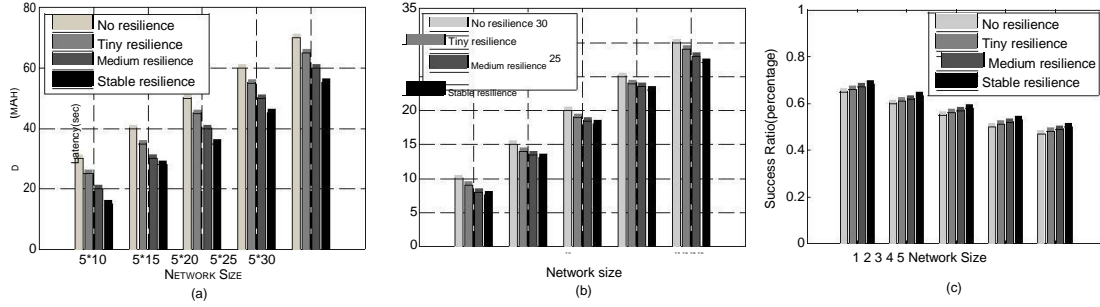 80
No resilience
Tiny resilience
Medium resilience
Stable resilience
60
(MAH)
D
Latency(sec)
40
20
0
5*10 5*15 5*20 5*25 5*30
NETWORK SIZE
(a)
35
No resilience 30
Tiny resilience
Medium resilience 25
Stable resilience
20
15
10
5
0
Network size
(b)
1
No resilience
Tiny resilience
Medium resilience
Stable resilience
0.8
0.6
0.4
0.2
0
Success Ratio(percentage)
1 2 3 4 5 Network Size
(c)